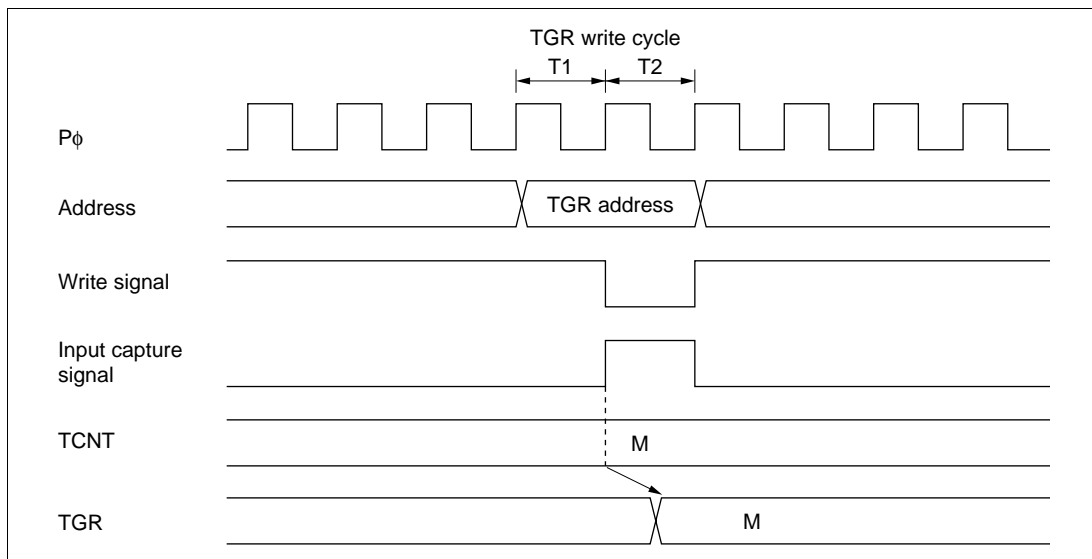 TGR write cycle
T1 T2
Pϕ
Address
TGR address
Write signal
Input capture
signal
TCNT
M
TGR
M